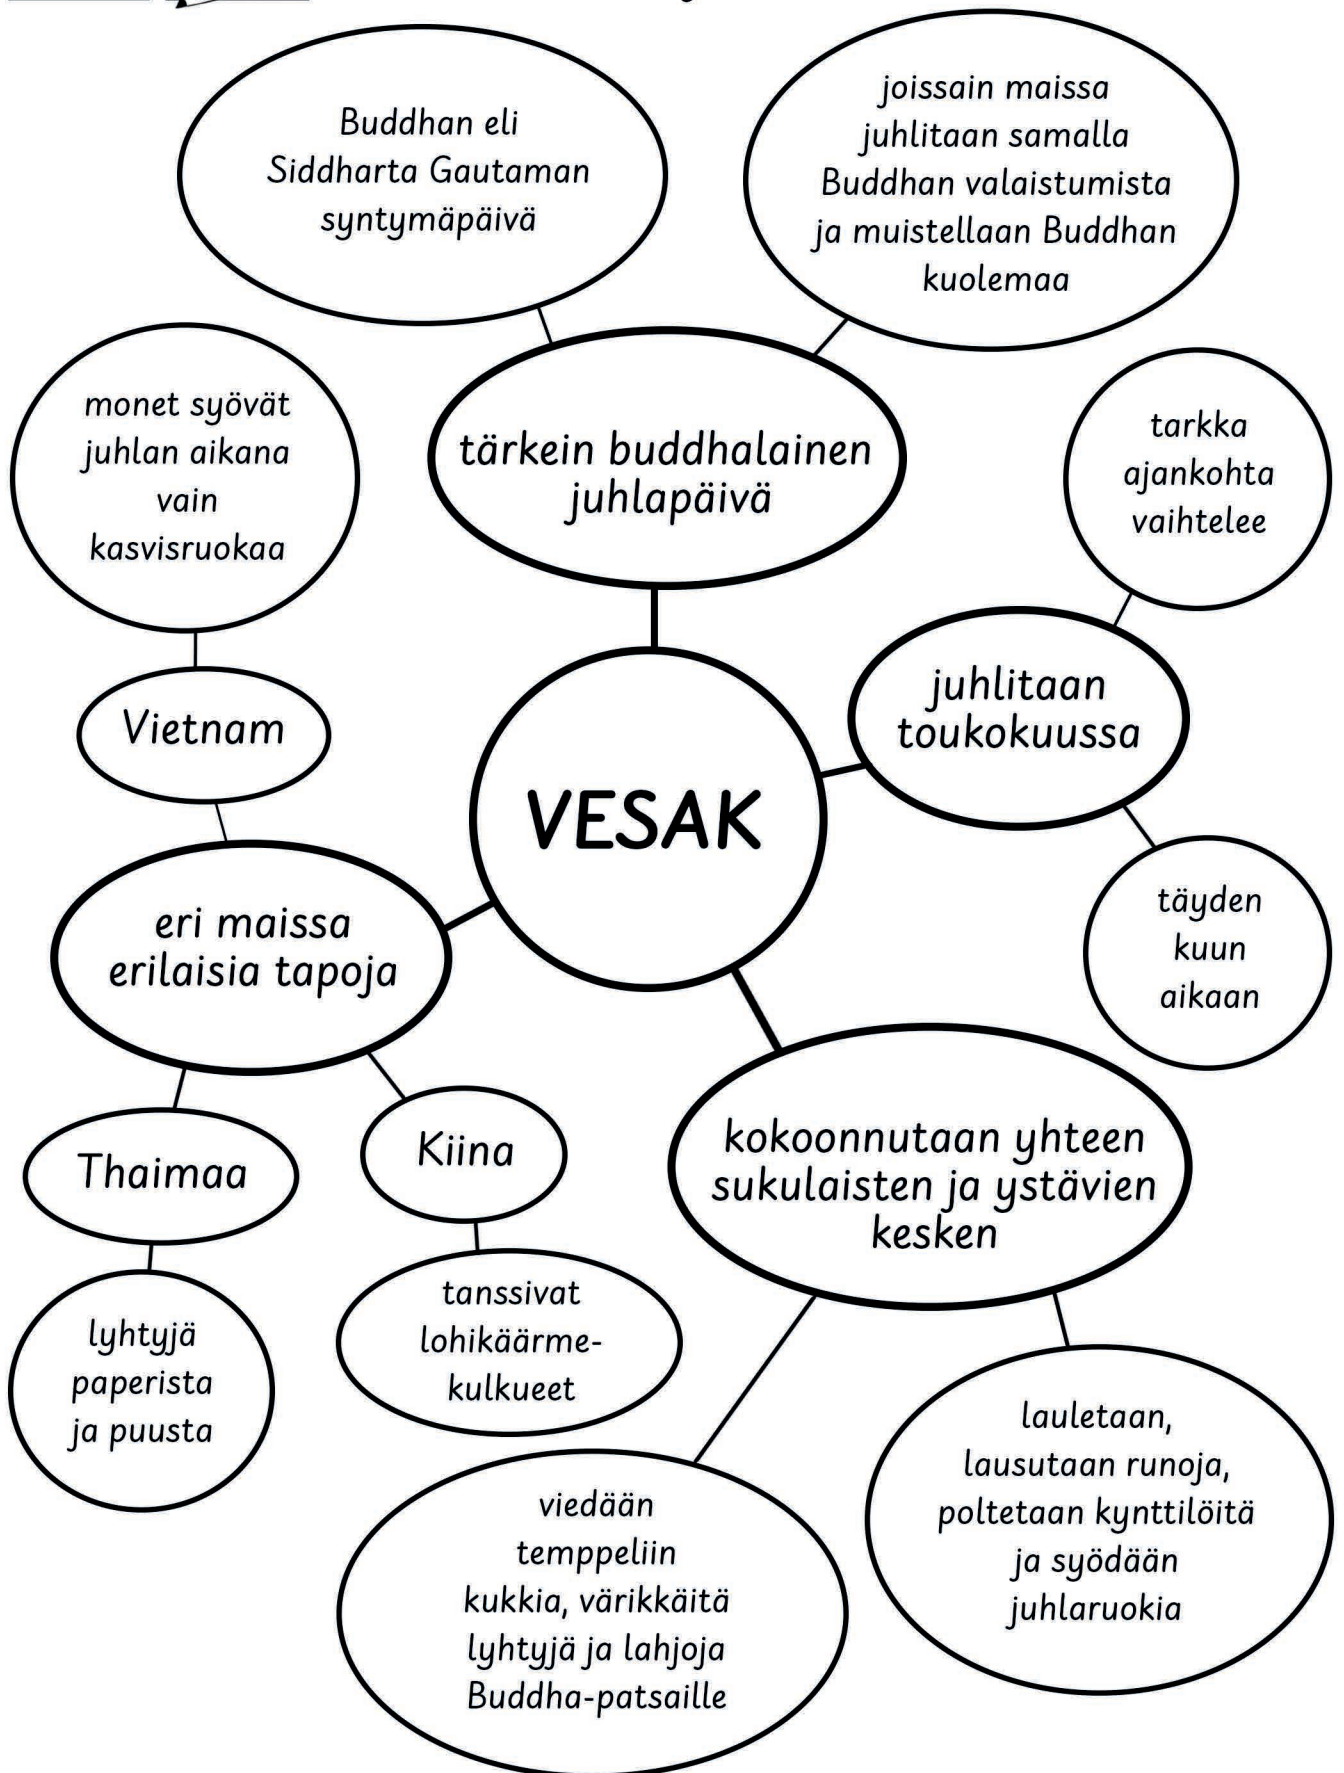 Buddhan eli
Siddharta Gautaman
syntymäpäivä
joissain maissa
juhlitaan samalla
Buddhan valaistumista
ja muistellaan Buddhan
kuolemaa
monet syövät
juhlan aikana
vain
kasvisruokaa
tärkein buddhalainen
juhlapäivä
tarkka
ajankohta
vaihtelee
Vietnam
juhlitaan
toukokuussa
VESAK
eri maissa
erilaisia tapoja
täyden
kuun
aikaan
Thaimaa
Kiina
kokoonnutaan yhteen
sukulaisten ja ystävien
kesken
lyhtyjä
paperista
ja puusta
tanssivat
lohikäärme-
kulkueet
viedään
temppeliin
kukkia, värikkäitä
lyhtyjä ja lahjoja
Buddha-patsaille
lauletaan,
lausutaan runoja,
poltetaan kynttilöitä
ja syödään
juhlaruokia